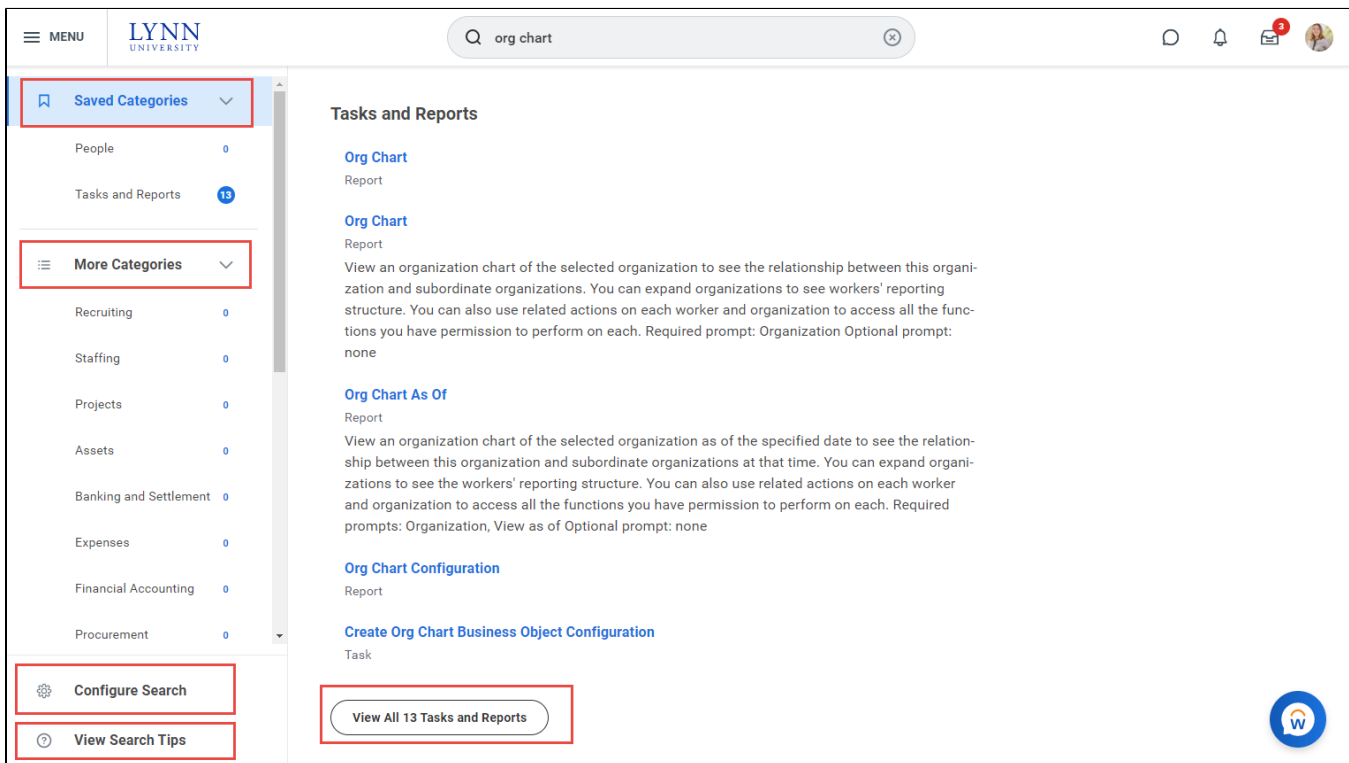 MENU
LYNN
UNIVERSITY
org chart
3
Saved Categories
People 0
Tasks and Reports 13
More Categories
Recruiting 0
Staffing 0
Projects 0
Assets 0
Banking and Settlement 0
Expenses 0
Financial Accounting 0
Procurement 0
Configure Search
View Search Tips
Tasks and Reports
Org Chart
Report
Org Chart
Report
View an organization chart of the selected organization to see the relationship between this organi-
zation and subordinate organizations. You can expand organizations to see workers' reporting
structure. You can also use related actions on each worker and organization to access all the func-
tions you have permission to perform on each. Required prompt: Organization Optional prompt:
none
Org Chart As Of
Report
View an organization chart of the selected organization as of the specified date to see the relation-
ship between this organization and subordinate organizations at that time. You can expand organi-
zations to see the workers' reporting structure. You can also use related actions on each worker
and organization to access all the functions you have permission to perform on each. Required
prompts: Organization, View as of Optional prompt: none
Org Chart Configuration
Report
Create Org Chart Business Object Configuration
Task
View All 13 Tasks and Reports
W